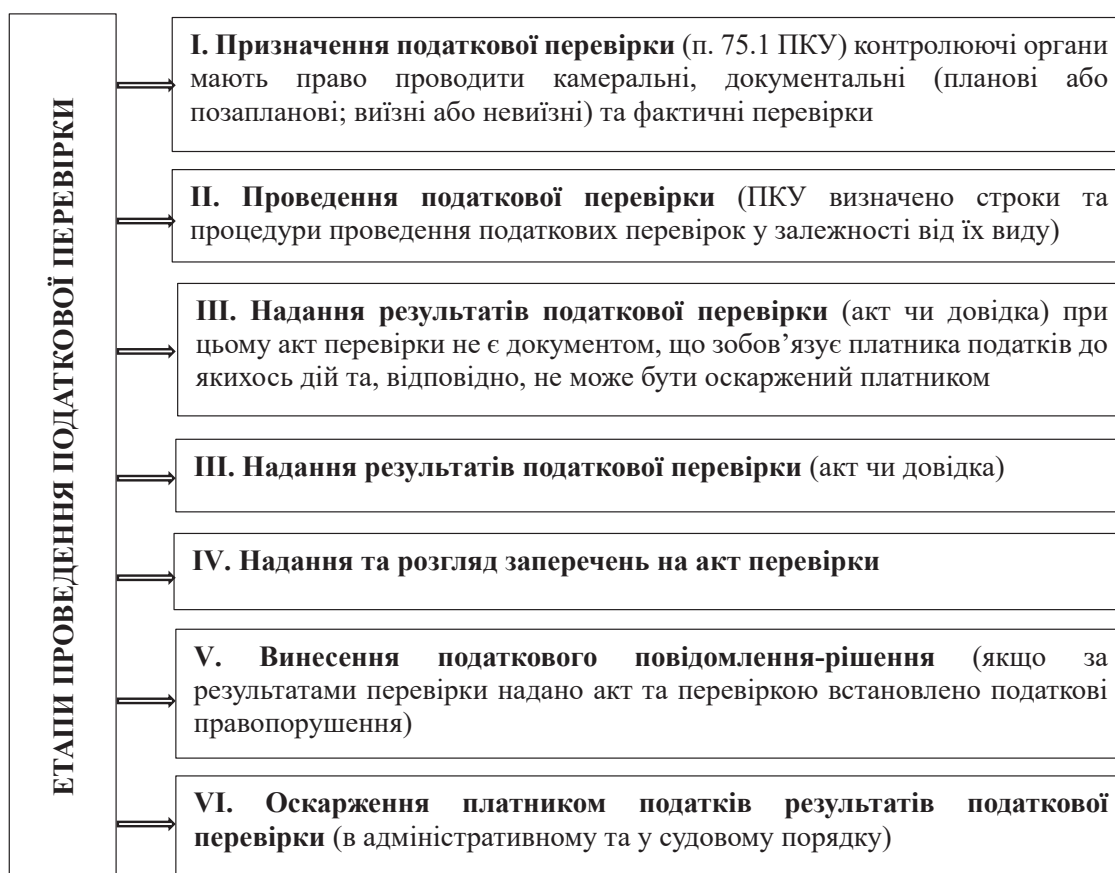 ЕТАПИ ПРОВЕДЕННЯ ПОДАТКОВОЇ ПЕРЕВІРКИ
I. Призначення податкової перевірки (п. 75.1 ПКУ) контролюючі органи
мають право проводити камеральні, документальні (планові або
позапланові; виїзні або невиїзні) та фактичні перевірки
II. Проведення податкової перевірки (ПКУ визначено строки та
процедури проведення податкових перевірок у залежності від їх виду)
III. Надання результатів податкової перевірки (акт чи довідка) при
цьому акт перевірки не є документом, що зобов’язує платника податків до
якихось дій та, відповідно, не може бути оскаржений платником
III. Надання результатів податкової перевірки (акт чи довідка)
IV. Надання та розгляд заперечень на акт перевірки
V. Винесення податкового повідомлення-рішення (якщо за
результатами перевірки надано акт та перевіркою встановлено податкові
правопорушення)
VI. Оскарження платником податків результатів податкової
перевірки (в адміністративному та у судовому порядку)